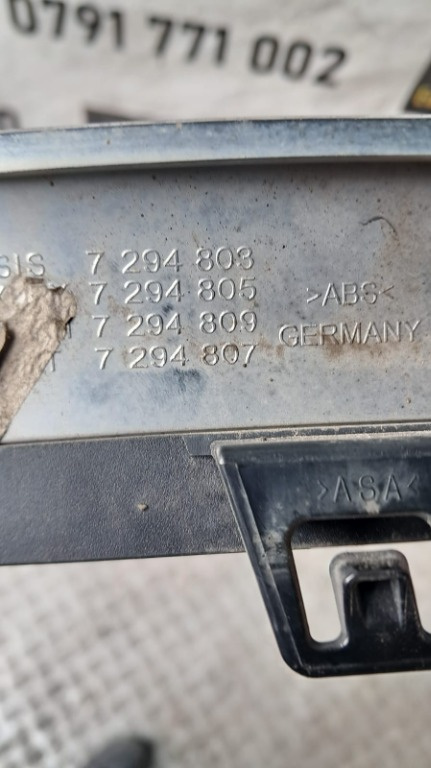 0791 771 002
SIS 7 294 803
7 294 805 >ABS<
7 294 809 GERMANY
T 7 294 807
>ASA<